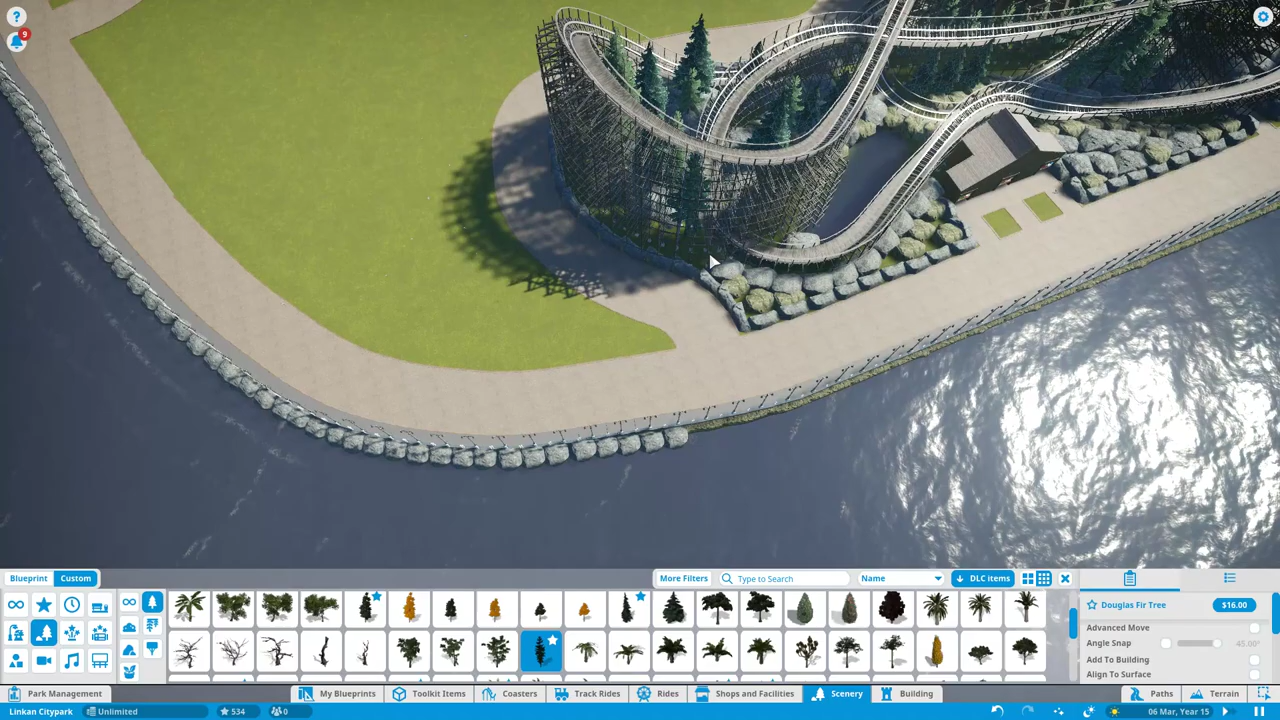 ?
9
Blueprint
Custom
More Filters
Type to Search
Name
DLC items
Douglas Fir Tree
$16.00
Advanced Move
Angle Snap
45.00°
Add To Building
Align To Surface
Park Management
My Blueprints
Toolkit Items
Coasters
Track Rides
Rides
Shops and Facilities
Scenery
Building
Paths
Terrain
Linkan Citypark
Unlimited
534
0
06 Mar, Year 15